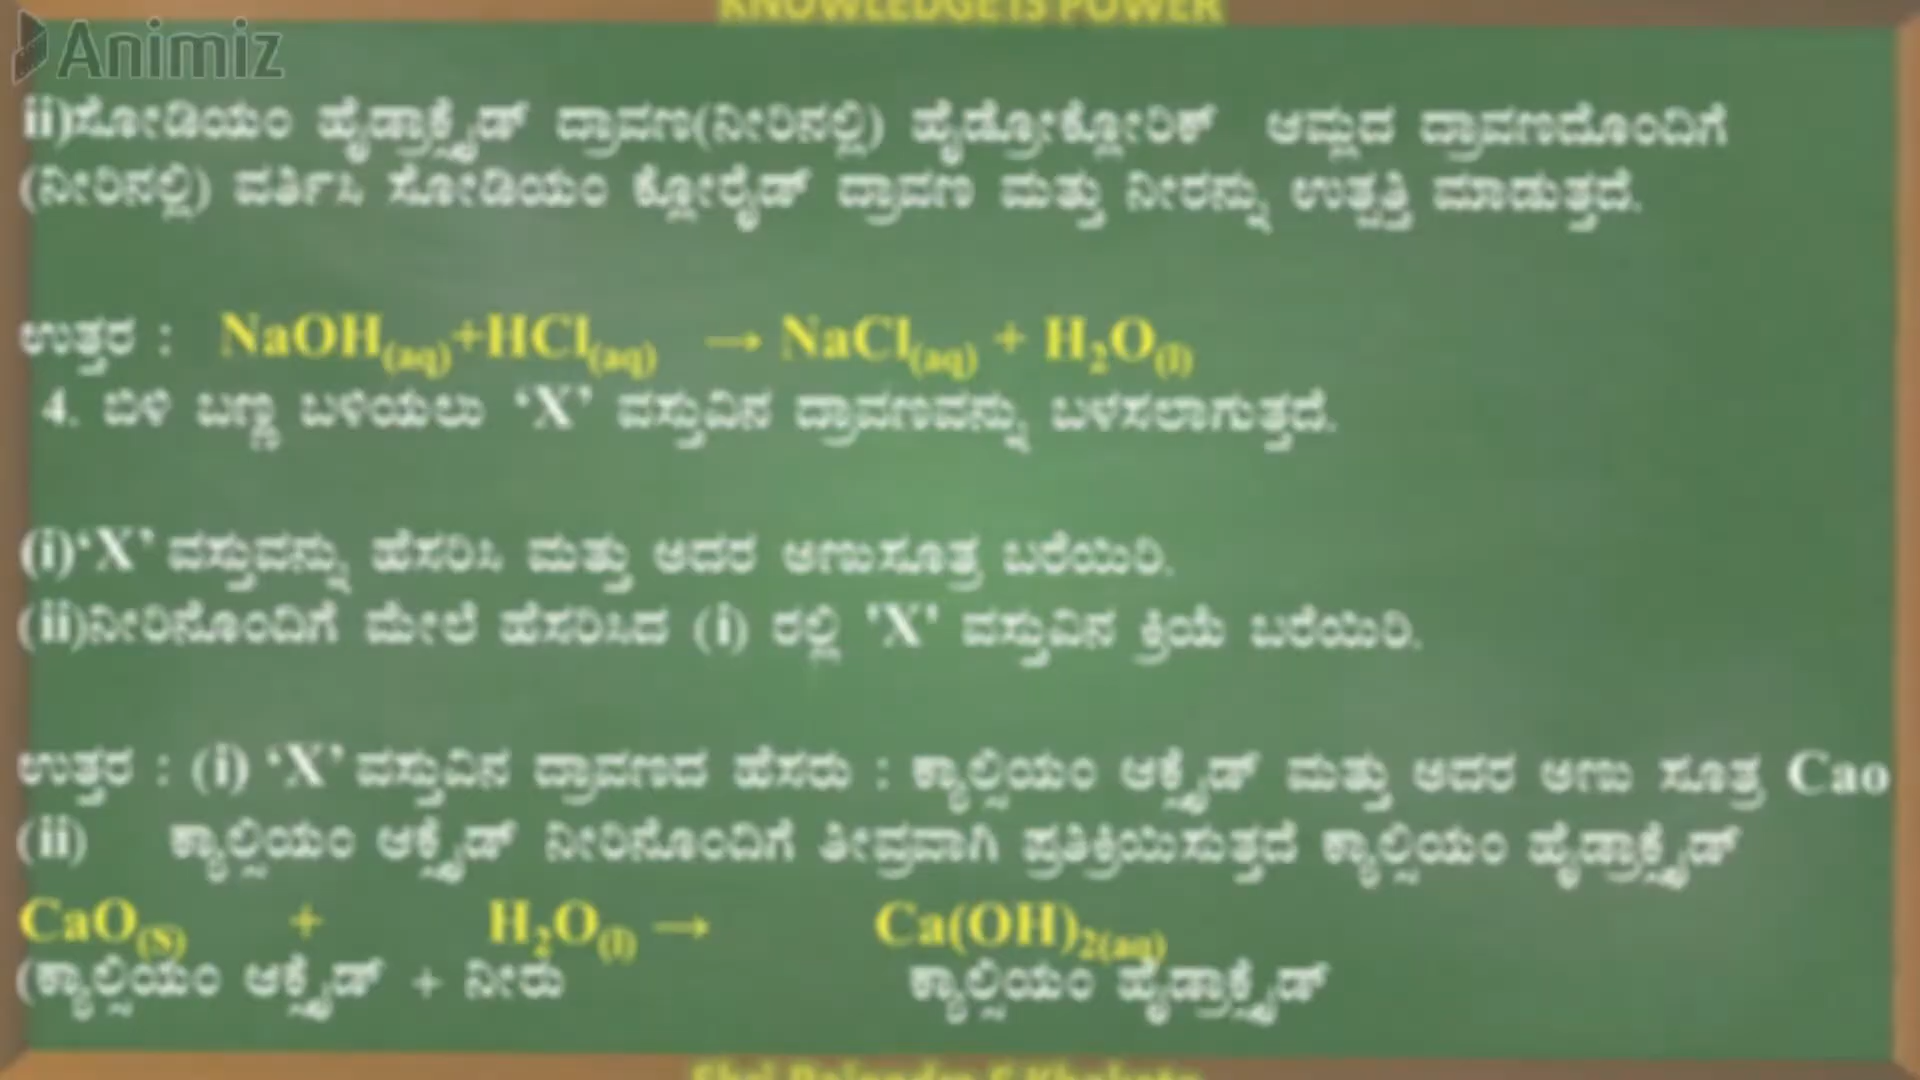 KNOWLEDGE IS POWER
Animiz
ii)ಸೋಡಿಯಂ ಹೈಡ್ರಾಕ್ಸೈಡ್ ದ್ರಾವಣ(ನೀರಿನಲ್ಲಿ) ಹೈಡ್ರೋಕ್ಲೋರಿಕ್ ಆಮ್ಲದ ದ್ರಾವಣದೊಂದಿಗೆ
(ನೀರಿನಲ್ಲಿ) ವರ್ತಿಸಿ ಸೋಡಿಯಂ ಕ್ಲೋರೈಡ್ ದ್ರಾವಣ ಮತ್ತು ನೀರನ್ನು ಉತ್ಪತ್ತಿ ಮಾಡುತ್ತದೆ.
ಉತ್ತರ : NaOH(aq)+HCl(aq) → NaCl(aq) + H2O(l)
4. ಬಿಳಿ ಬಣ್ಣ ಬಳಿಯಲು ‘X’ ವಸ್ತುವಿನ ದ್ರಾವಣವನ್ನು ಬಳಸಲಾಗುತ್ತದೆ.
(i)‘X’ ವಸ್ತುವನ್ನು ಹೆಸರಿಸಿ ಮತ್ತು ಅದರ ಅಣುಸೂತ್ರ ಬರೆಯಿರಿ.
(ii)ನೀರಿನೊಂದಿಗೆ ಮೇಲೆ ಹೆಸರಿಸಿದ (i) ರಲ್ಲಿ 'X' ವಸ್ತುವಿನ ಕ್ರಿಯೆ ಬರೆಯಿರಿ.
ಉತ್ತರ : (i) ‘X’ ವಸ್ತುವಿನ ದ್ರಾವಣದ ಹೆಸರು : ಕ್ಯಾಲ್ಸಿಯಂ ಆಕ್ಸೈಡ್ ಮತ್ತು ಅದರ ಅಣು ಸೂತ್ರ Cao
(ii) ಕ್ಯಾಲ್ಸಿಯಂ ಆಕ್ಸೈಡ್ ನೀರಿನೊಂದಿಗೆ ತೀವ್ರವಾಗಿ ಪ್ರತಿಕ್ರಿಯಿಸುತ್ತದೆ ಕ್ಯಾಲ್ಸಿಯಂ ಹೈಡ್ರಾಕ್ಸೈಡ್
CaO(S) + H2O(l) → Ca(OH)2(aq)
(ಕ್ಯಾಲ್ಸಿಯಂ ಆಕ್ಸೈಡ್ + ನೀರು ಕ್ಯಾಲ್ಸಿಯಂ ಹೈಡ್ರಾಕ್ಸೈಡ್